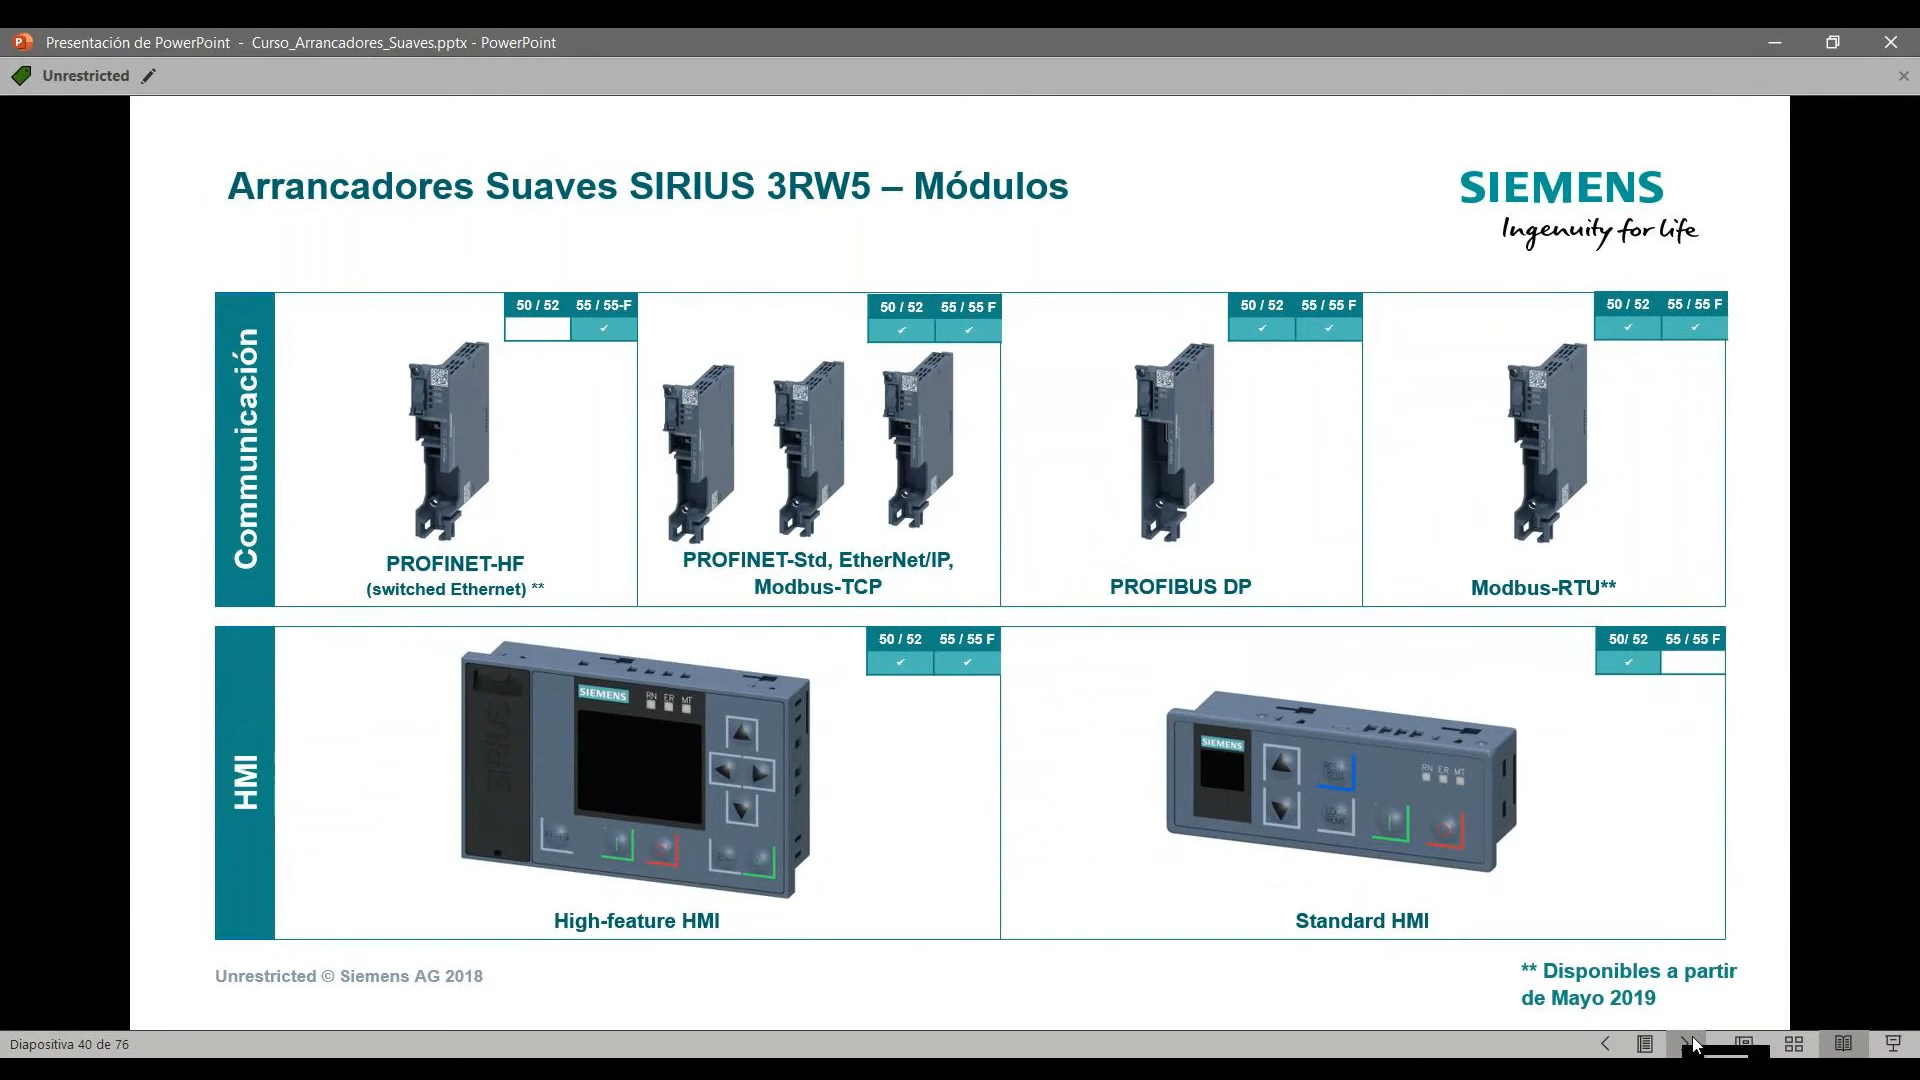 Presentación de PowerPoint - Curso_Arrancadores_Suaves.pptx - PowerPoint
Unrestricted
Arrancadores Suaves SIRIUS 3RW5 – Módulos
SIEMENS
Ingenuity for life
Communicación
50 / 52 55 / 55-F
✓
50 / 52 55 / 55 F
✓ ✓
50 / 52 55 / 55 F
✓ ✓
50 / 52 55 / 55 F
✓ ✓
PROFINET-HF
(switched Ethernet) **
PROFINET-Std, EtherNet/IP,
Modbus-TCP
PROFIBUS DP
Modbus-RTU**
HMI
50 / 52 55 / 55 F
✓ ✓
50/ 52 55 / 55 F
✓
SIEMENS
RN ER MT
SIRIUS
SIEMENS
RN ER MT
High-feature HMI
Standard HMI
Unrestricted © Siemens AG 2018
** Disponibles a partir
de Mayo 2019
Diapositiva 40 de 76